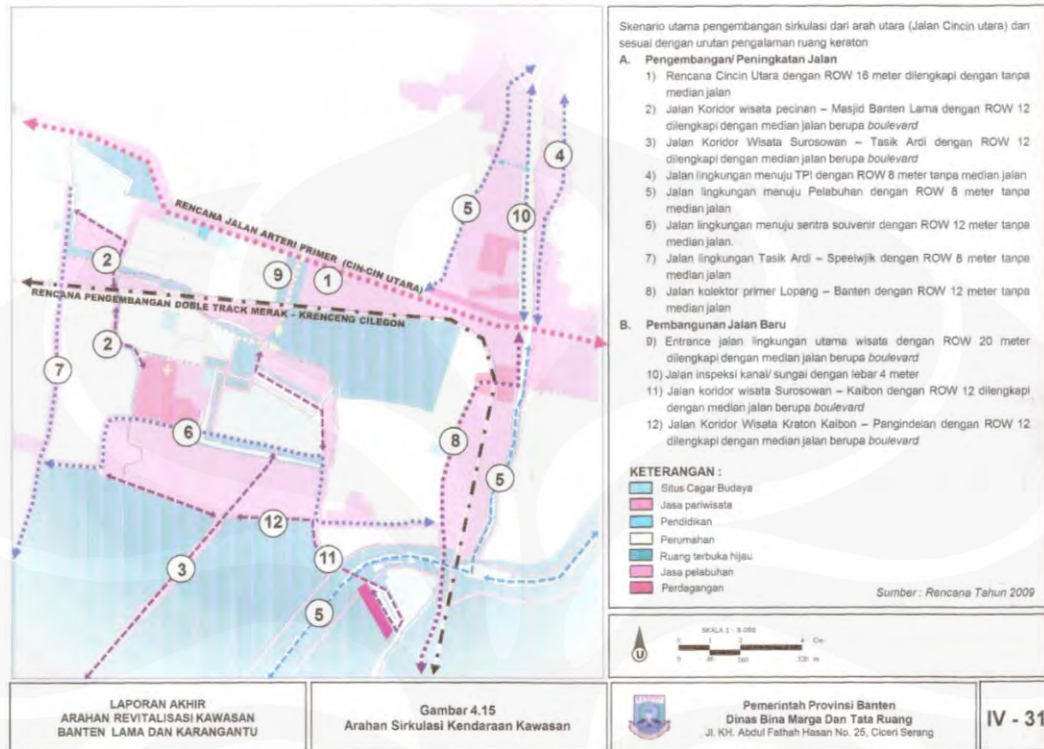 RENCANA JALAN ARTERI PRIMER (CIN-CIN UTARA)
RENCANA PENGEMBANGAN DOBLE TRACK MERAK - KRENCENG CILEGON
4
5
10
2
9
1
2
7
6
8
5
12
11
3
5
Skenario utama pengembangan sirkulasi dari arah utara (Jalan Cincin utara) dan
sesuai dengan urutan pengalaman ruang keraton
A. Pengembangan/ Peningkatan Jalan
1) Rencana Cincin Utara dengan ROW 16 meter dilengkapi dengan tanpa
median jalan
2) Jalan Koridor wisata pecinan – Masjid Banten Lama dengan ROW 12
dilengkapi dengan median jalan berupa boulevard
3) Jalan Koridor Wisata Surosowan – Tasik Ardi dengan ROW 12
dilengkapi dengan median jalan berupa boulevard
4) Jalan lingkungan menuju TPI dengan ROW 8 meter tanpa median jalan
5) Jalan lingkungan menuju Pelabuhan dengan ROW 8 meter tanpa
median jalan
6) Jalan lingkungan menuju sentra souvenir dengan ROW 12 meter tanpa
median jalan.
7) Jalan lingkungan Tasik Ardi – Speelwjik dengan ROW 8 meter tanpa
median jalan
8) Jalan kolektor primer Lopang – Banten dengan ROW 12 meter tanpa
median jalan
B. Pembangunan Jalan Baru
9) Entrance jalan lingkungan utama wisata dengan ROW 20 meter
dilengkapi dengan median jalan berupa boulevard
10) Jalan inspeksi kanal/ sungai dengan lebar 4 meter
11) Jalan koridor wisata Surosowan – Kaibon dengan ROW 12 dilengkapi
dengan median jalan berupa boulevard
12) Jalan Koridor Wisata Kraton Kaibon – Pangindelan dengan ROW 12
dilengkapi dengan median jalan berupa boulevard
KETERANGAN :
Situs Cagar Budaya
Jasa pariwisata
Pendidikan
Perumahan
Ruang terbuka hijau
Jasa pelabuhan
Perdagangan
Sumber : Rencana Tahun 2009
U
0 1 2 4 Cm
LAPORAN AKHIR
ARAHAN REVITALISASI KAWASAN
BANTEN LAMA DAN KARANGANTU
Gambar 4.15
Arahan Sirkulasi Kendaraan Kawasan
Pemerintah Provinsi Banten
Dinas Bina Marga Dan Tata Ruang
Jl. KH. Abdul Fathah Hasan No. 25, Ciceri Serang
IV - 31